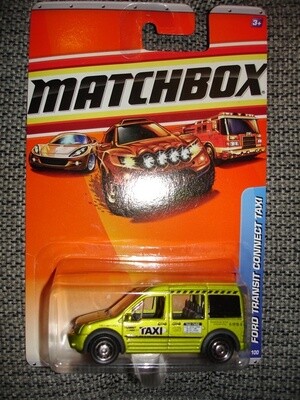 3+
MATCHBOX
FORD TRANSIT CONNECT TAXI
100
TAXI